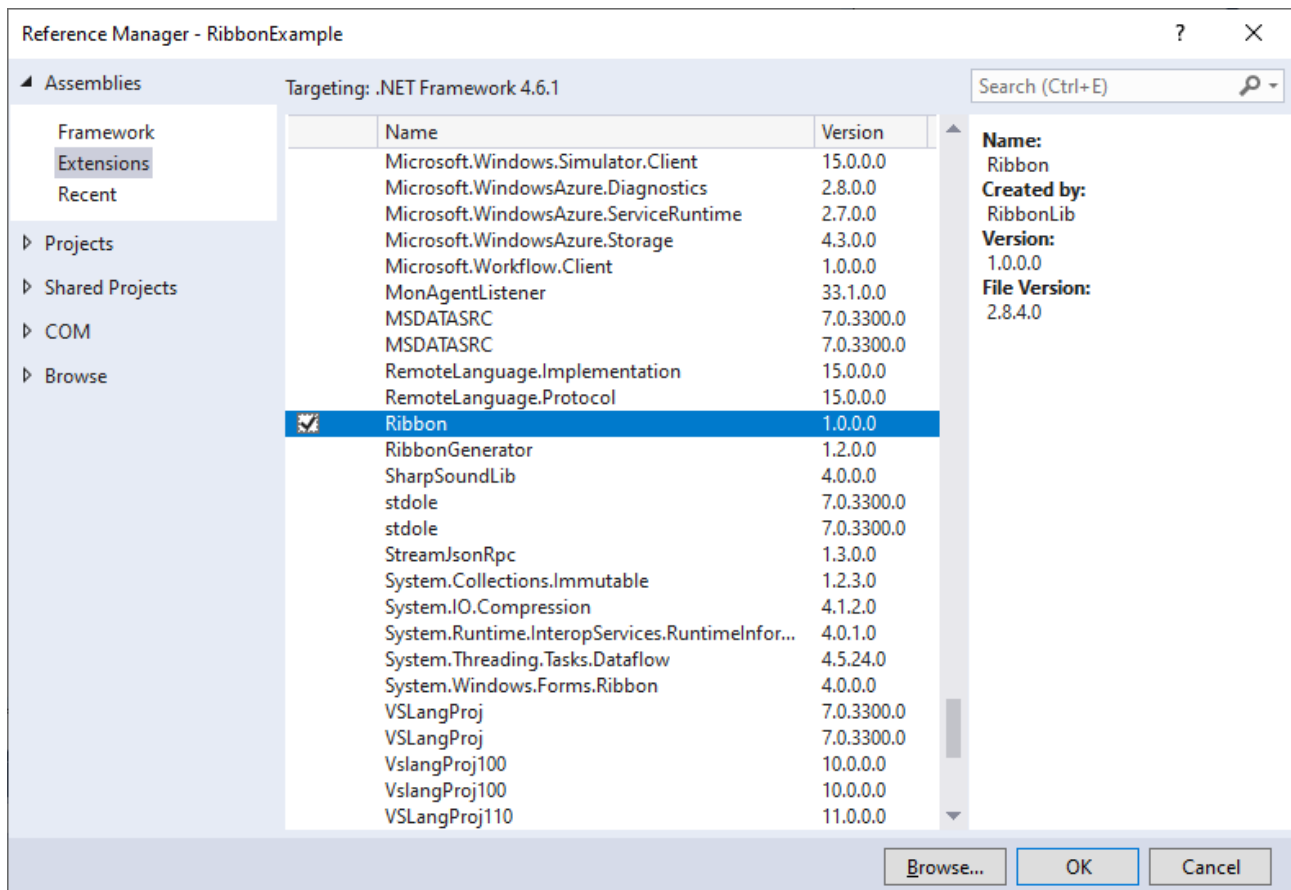 Reference Manager - RibbonExample
?
Assemblies
Framework
Extensions
Recent
Projects
Shared Projects
COM
Browse
Targeting: .NET Framework 4.6.1
Search (Ctrl+E)
Name Version
Microsoft.Windows.Simulator.Client 15.0.0.0
Microsoft.WindowsAzure.Diagnostics 2.8.0.0
Microsoft.WindowsAzure.ServiceRuntime 2.7.0.0
Microsoft.WindowsAzure.Storage 4.3.0.0
Microsoft.Workflow.Client 1.0.0.0
MonAgentListener 33.1.0.0
MSDATASRC 7.0.3300.0
MSDATASRC 7.0.3300.0
RemoteLanguage.Implementation 15.0.0.0
RemoteLanguage.Protocol 15.0.0.0
Ribbon 1.0.0.0
RibbonGenerator 1.2.0.0
SharpSoundLib 4.0.0.0
stdole 7.0.3300.0
stdole 7.0.3300.0
StreamJsonRpc 1.3.0.0
System.Collections.Immutable 1.2.3.0
System.IO.Compression 4.1.2.0
System.Runtime.InteropServices.RuntimeInfor... 4.0.1.0
System.Threading.Tasks.Dataflow 4.5.24.0
System.Windows.Forms.Ribbon 4.0.0.0
VSLangProj 7.0.3300.0
VSLangProj 7.0.3300.0
VslangProj100 10.0.0.0
VslangProj100 10.0.0.0
VSLangProj110 11.0.0.0
Name:
Ribbon
Created by:
RibbonLib
Version:
1.0.0.0
File Version:
2.8.4.0
Browse... OK Cancel